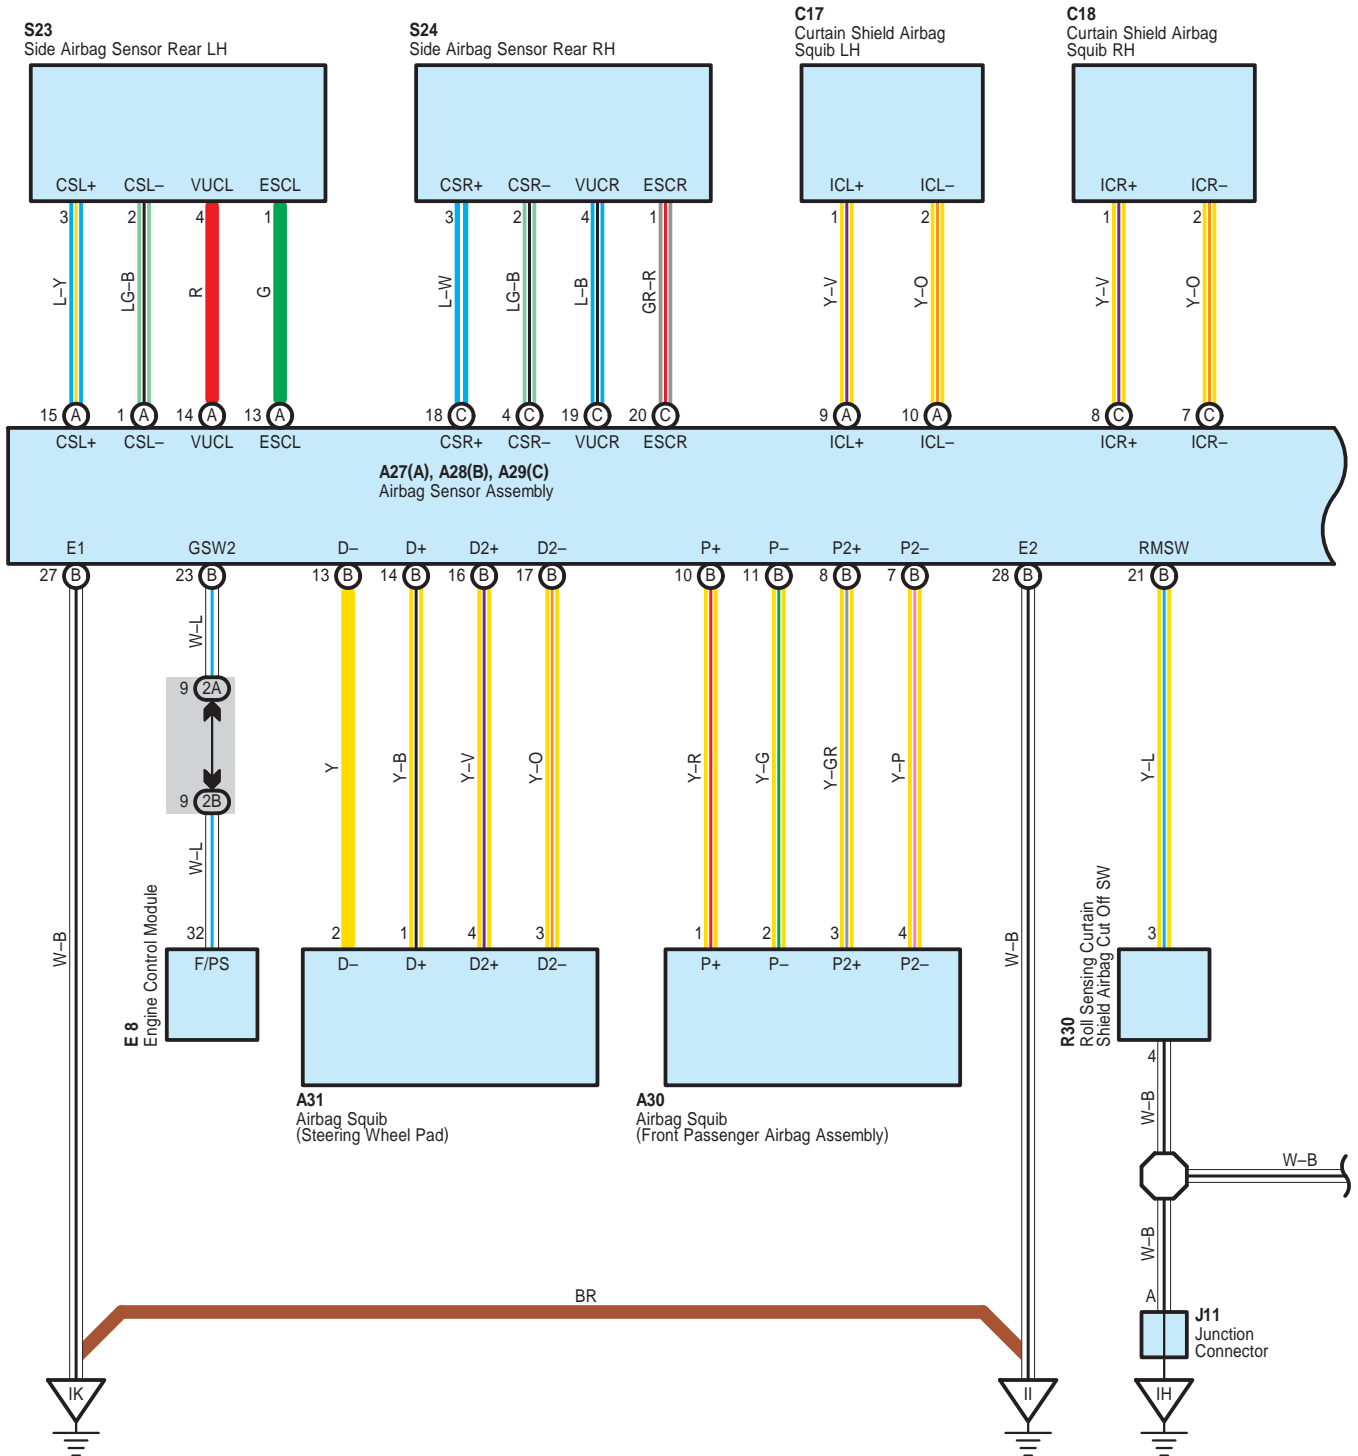 S23
Side Airbag Sensor Rear LH
S24
Side Airbag Sensor Rear RH
C17
Curtain Shield Airbag
Squib LH
C18
Curtain Shield Airbag
Squib RH
CSL+ CSL– VUCL ESCL
CSR+ CSR– VUCR ESCR
ICL+ ICL–
ICR+ ICR–
3 2 4 1
3 2 4 1
1 2
1 2
L–Y LG–B R G
L–W LG–B L–B GR–R
Y–V Y–O
Y–V Y–O
15 A 1 A 14 A 13 A
18 C 4 C 19 C 20 C
9 A 10 A
8 C 7 C
CSL+ CSL– VUCL ESCL
CSR+ CSR– VUCR ESCR
ICL+ ICL–
ICR+ ICR–
A27(A), A28(B), A29(C)
Airbag Sensor Assembly
E1 GSW2 D– D+ D2+ D2– P+ P– P2+ P2– E2 RMSW
27 B 23 B 13 B 14 B 16 B 17 B 10 B 11 B 8 B 7 B 28 B 21 B
W–L
9 2A
9 2B
W–L
Y Y–B Y–V Y–O
Y–R Y–G Y–GR Y–P
Y–L
W–B
W–B
32 2 1 4 3 1 2 3 4 3
F/PS
D– D+ D2+ D2–
P+ P– P2+ P2–
E 8
Engine Control Module
R30
Roll Sensing Curtain
Shield Airbag Cut Off SW
A31
Airbag Squib
(Steering Wheel Pad)
A30
Airbag Squib
(Front Passenger Airbag Assembly)
4
W–B
W–B
W–B
BR
A
J11
Junction
Connector
IK
II
IH